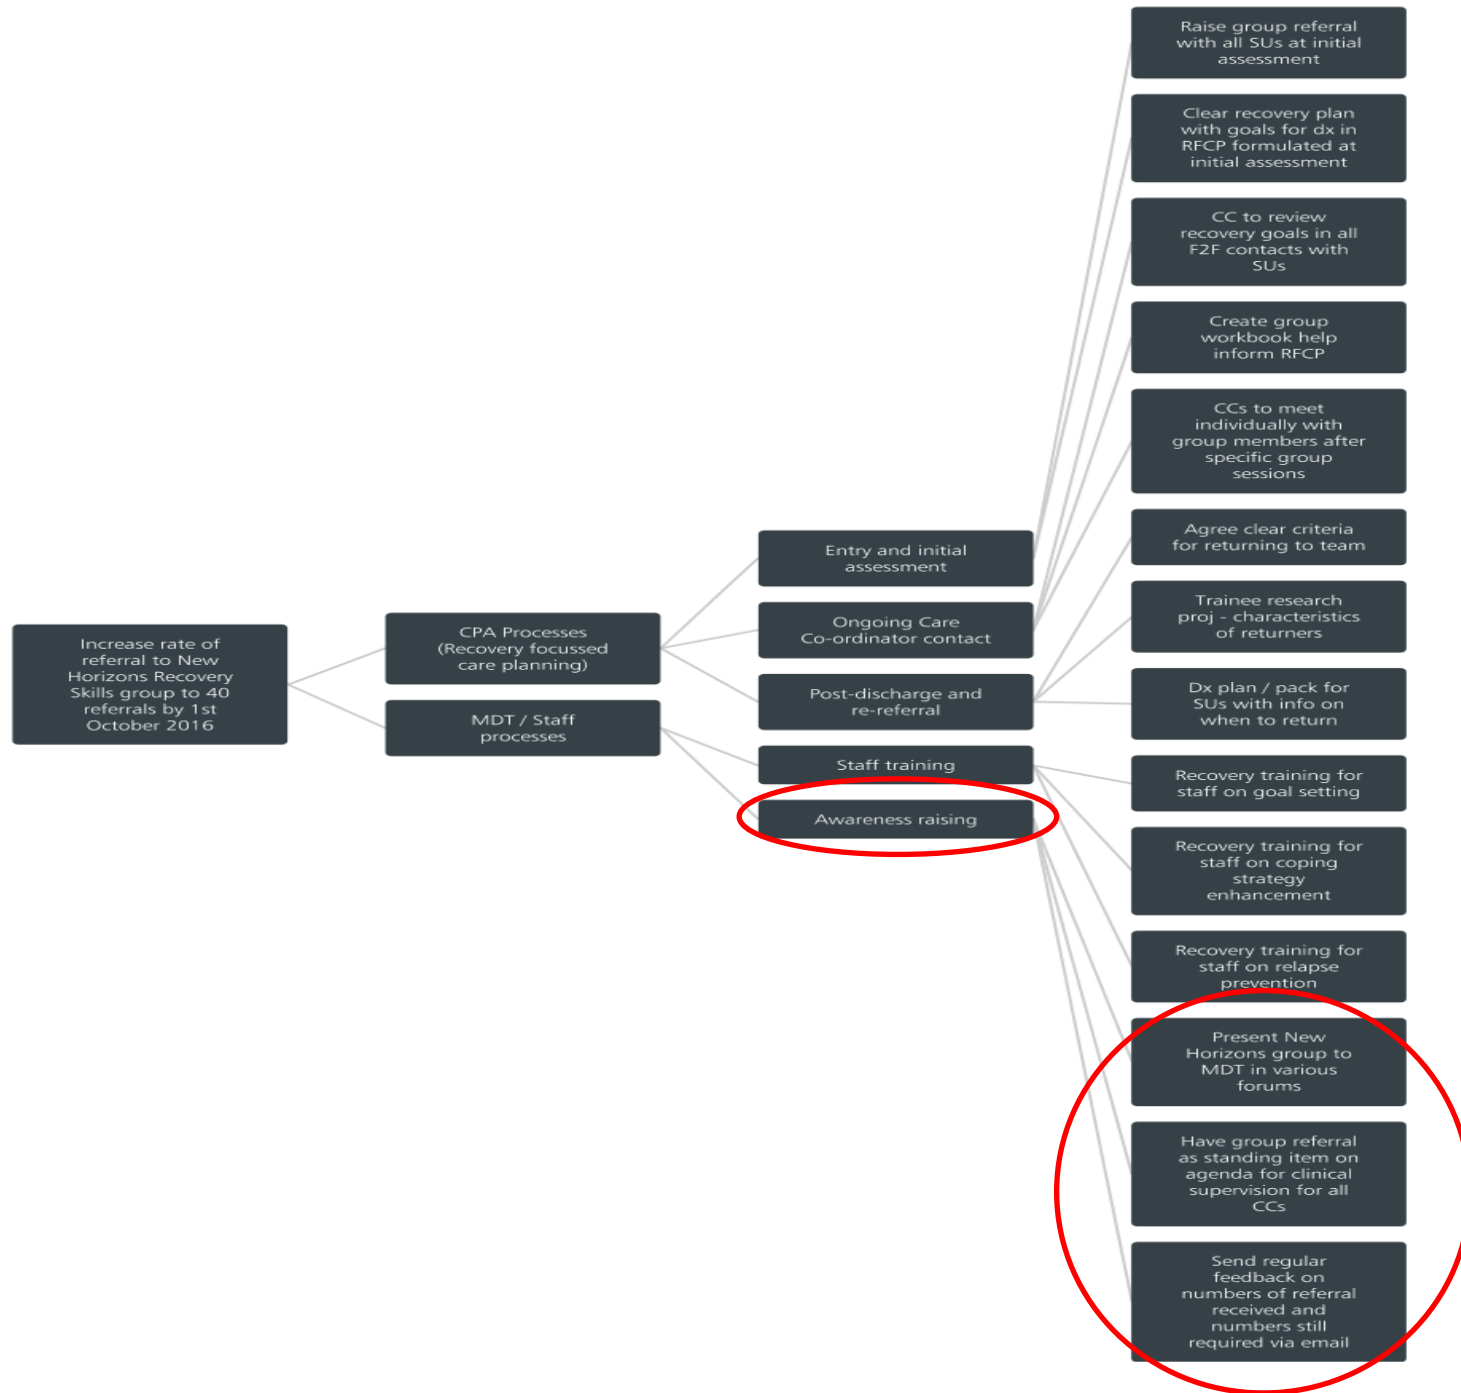 Increase rate of
referral to New
Horizons Recovery
Skills group to 40
referrals by 1st
October 2016
CPA Processes
(Recovery focussed
care planning)
MDT / Staff
processes
Entry and initial
assessment
Ongoing Care
Co-ordinator contact
Post-discharge and
re-referral
Staff training
Awareness raising
Raise group referral
with all SUs at initial
assessment
Clear recovery plan
with goals for dx in
RFCP formulated at
initial assessment
CC to review
recovery goals in all
F2F contacts with
SUs
Create group
workbook help
inform RFCP
CCs to meet
individually with
group members after
specific group
sessions
Agree clear criteria
for returning to team
Trainee research
proj - characteristics
of returners
Dx plan / pack for
SUs with info on
when to return
Recovery training for
staff on goal setting
Recovery training for
staff on coping
strategy
enhancement
Recovery training for
staff on relapse
prevention
Present New
Horizons group to
MDT in various
forums
Have group referral
as standing item on
agenda for clinical
supervision for all
CCs
Send regular
feedback on
numbers of referral
received and
numbers still
required via email